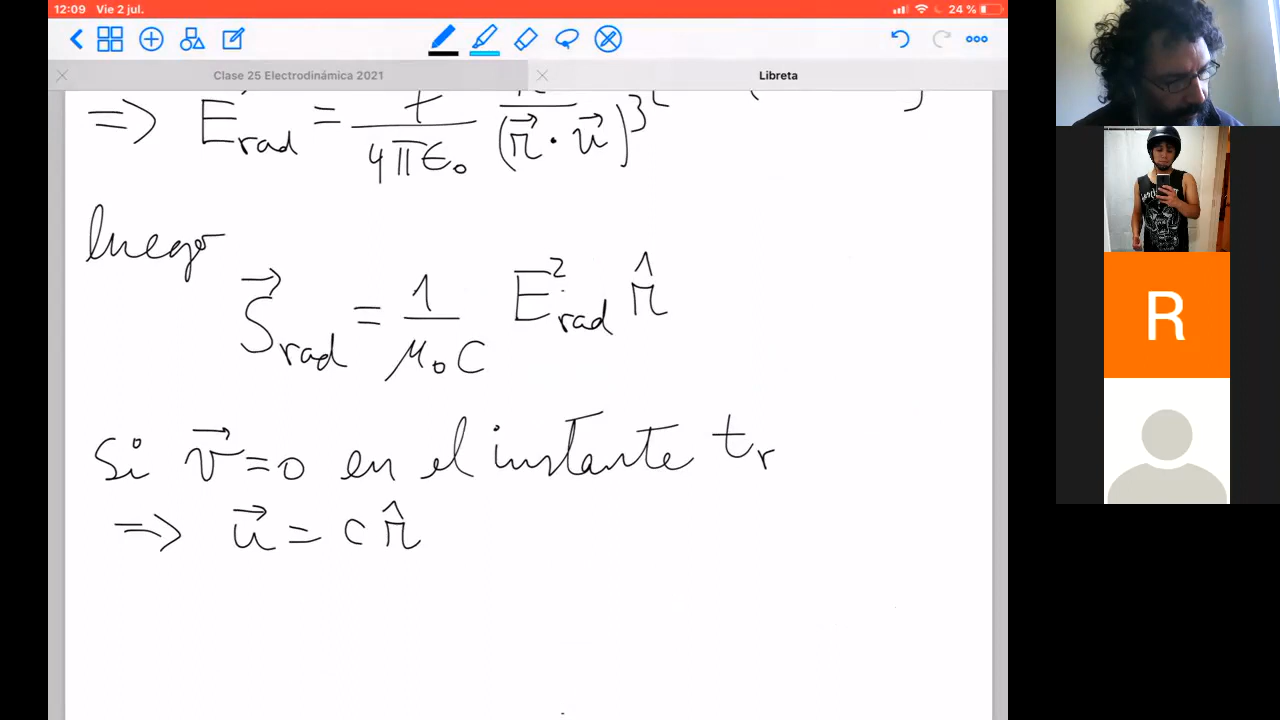 12:09 Vie 2 jul. 24 %
Clase 25 Electrodinámica 2021 Libreta
=> E_rad = / 4πε₀ (r⃗ · u⃗)³
luego
S⃗_rad = 1/μ₀c E²_rad r̂
Si v⃗ = 0 en el instante t_r
=> u⃗ = c r̂
R